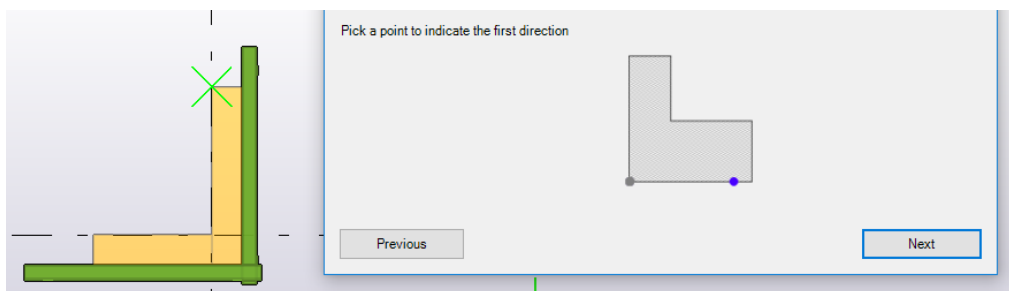 Pick a point to indicate the first direction
Previous
Next